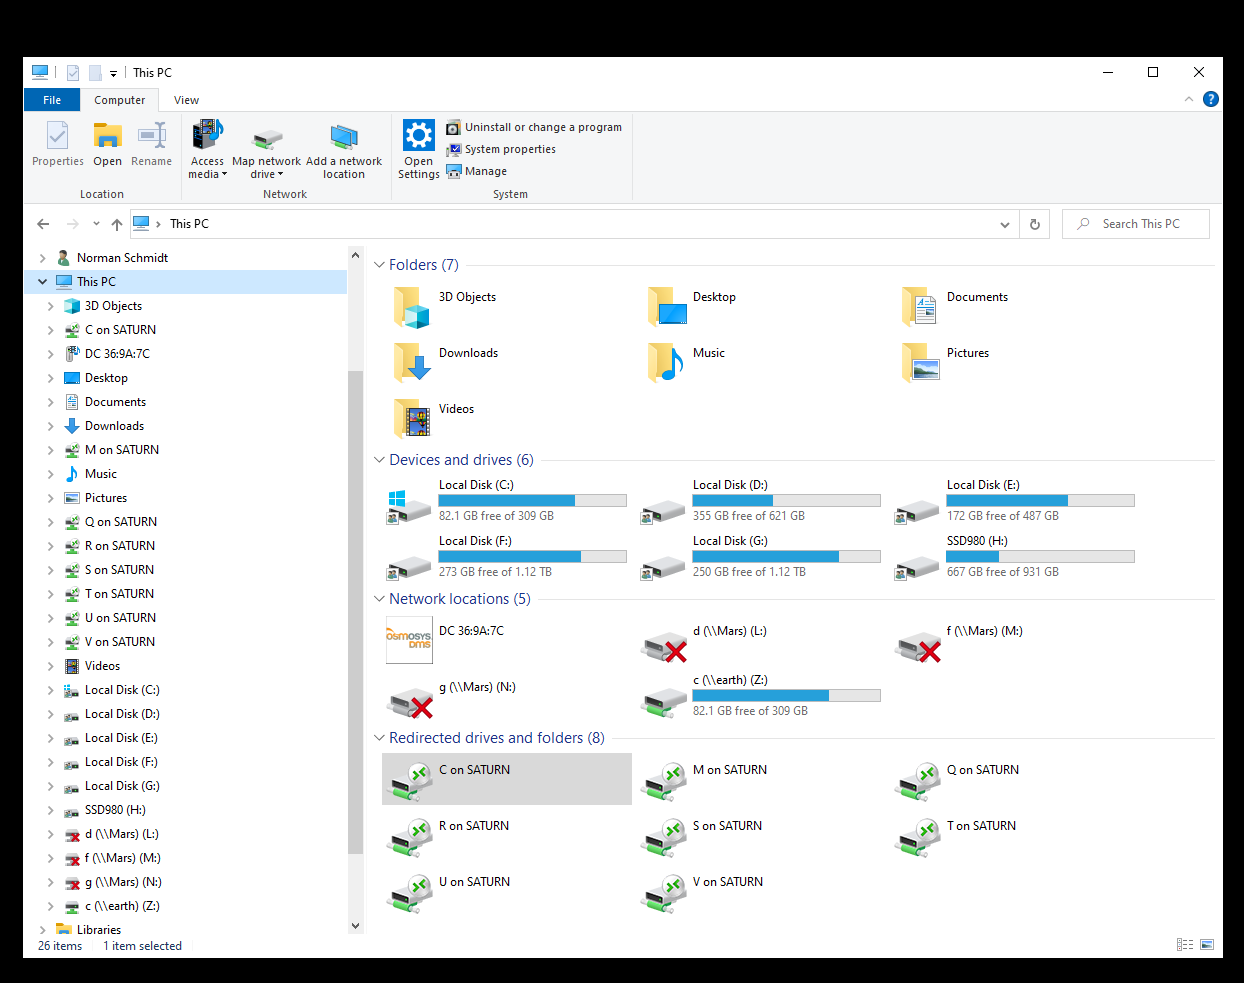 This PC
File
Computer
View
Properties
Open
Rename
Access media
Map network drive
Add a network location
Open Settings
Uninstall or change a program
System properties
Manage
Location
Network
System
This PC
Search This PC
Norman Schmidt
This PC
3D Objects
C on SATURN
DC 36:9A:7C
Desktop
Documents
Downloads
M on SATURN
Music
Pictures
Q on SATURN
R on SATURN
S on SATURN
T on SATURN
U on SATURN
V on SATURN
Videos
Local Disk (C:)
Local Disk (D:)
Local Disk (E:)
Local Disk (F:)
Local Disk (G:)
SSD980 (H:)
d (\\Mars) (L:)
f (\\Mars) (M:)
g (\\Mars) (N:)
c (\\earth) (Z:)
Libraries
Folders (7)
3D Objects
Desktop
Documents
Downloads
Music
Pictures
Videos
Devices and drives (6)
Local Disk (C:)
82.1 GB free of 309 GB
Local Disk (D:)
355 GB free of 621 GB
Local Disk (E:)
172 GB free of 487 GB
Local Disk (F:)
273 GB free of 1.12 TB
Local Disk (G:)
250 GB free of 1.12 TB
SSD980 (H:)
667 GB free of 931 GB
Network locations (5)
osmosys
DMS
DC 36:9A:7C
d (\\Mars) (L:)
f (\\Mars) (M:)
g (\\Mars) (N:)
c (\\earth) (Z:)
82.1 GB free of 309 GB
Redirected drives and folders (8)
C on SATURN
M on SATURN
Q on SATURN
R on SATURN
S on SATURN
T on SATURN
U on SATURN
V on SATURN
26 items
1 item selected